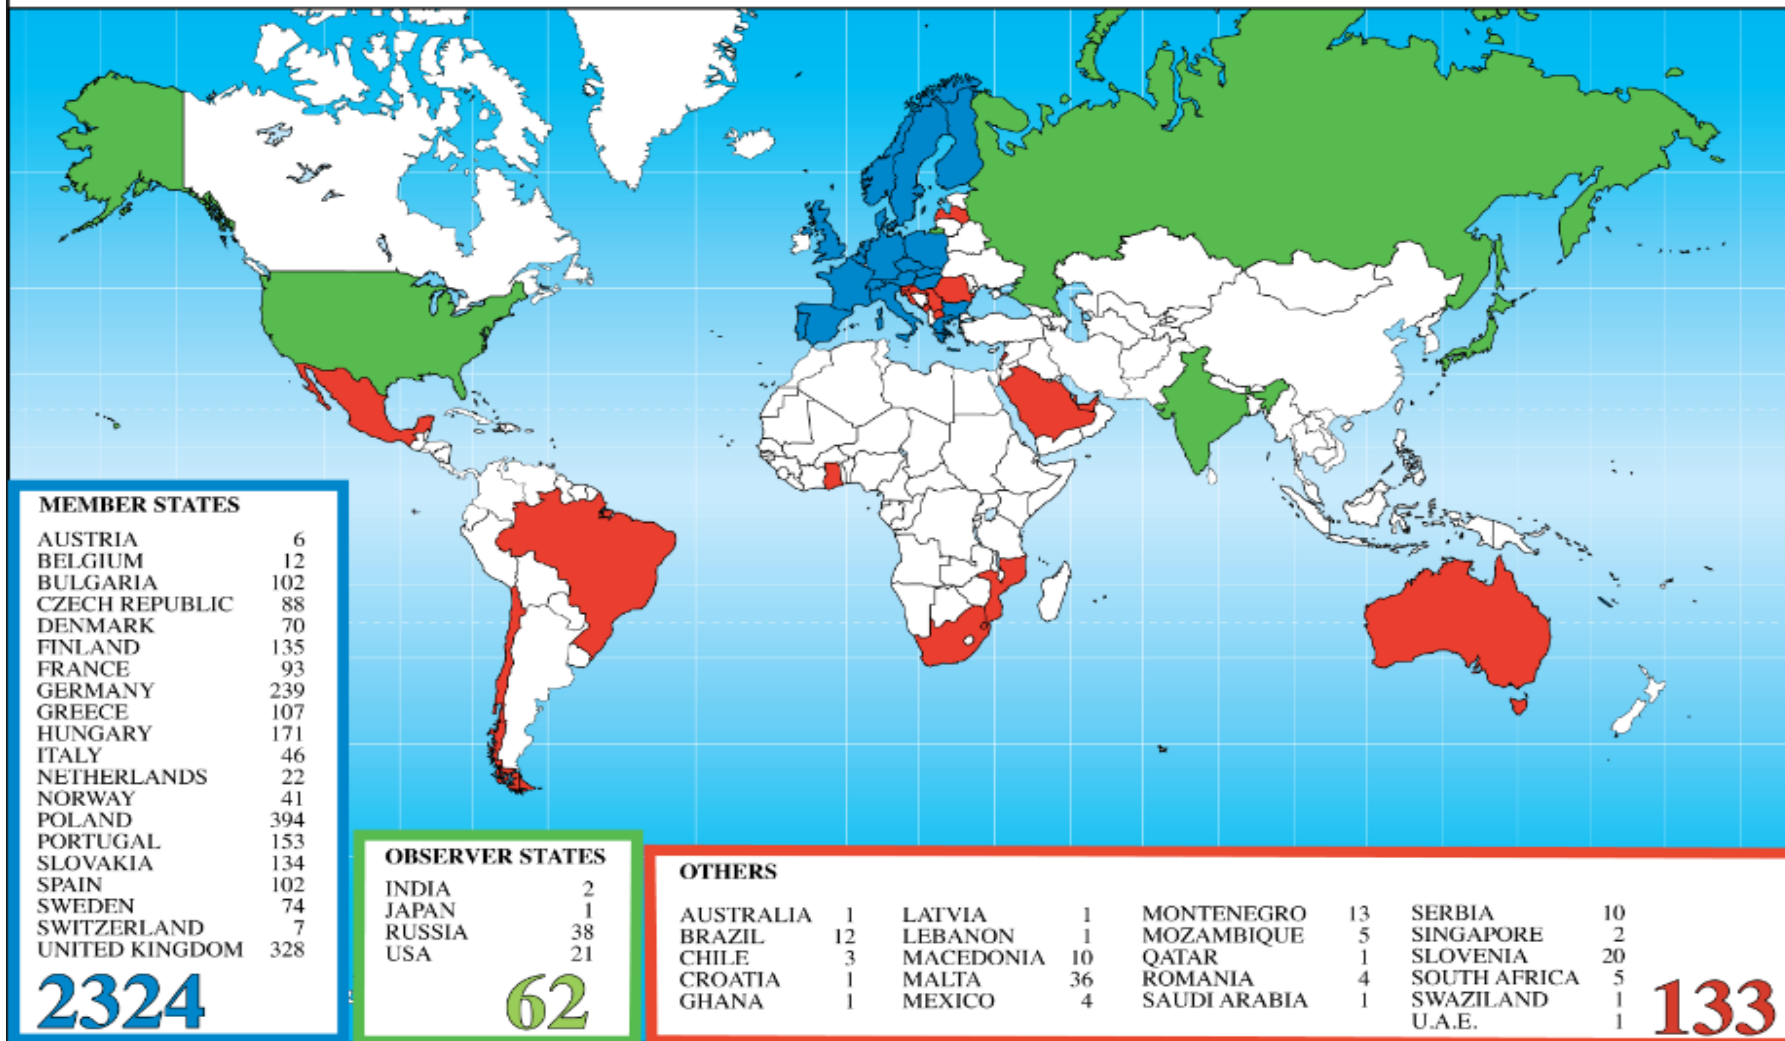 MEMBER STATES
AUSTRIA 6
BELGIUM 12
BULGARIA 102
CZECH REPUBLIC 88
DENMARK 70
FINLAND 135
FRANCE 93
GERMANY 239
GREECE 107
HUNGARY 171
ITALY 46
NETHERLANDS 22
NORWAY 41
POLAND 394
PORTUGAL 153
SLOVAKIA 134
SPAIN 102
SWEDEN 74
SWITZERLAND 7
UNITED KINGDOM 328
2324
OBSERVER STATES
INDIA 2
JAPAN 1
RUSSIA 38
USA 21
62
OTHERS
AUSTRALIA 1
BRAZIL 12
CHILE 3
CROATIA 1
GHANA 1
LATVIA 1
LEBANON 1
MACEDONIA 10
MALTA 36
MEXICO 4
MONTENEGRO 13
MOZAMBIQUE 5
QATAR 1
ROMANIA 4
SAUDI ARABIA 1
SERBIA 10
SINGAPORE 2
SLOVENIA 20
SOUTH AFRICA 5
SWAZILAND 1
U.A.E. 1
133